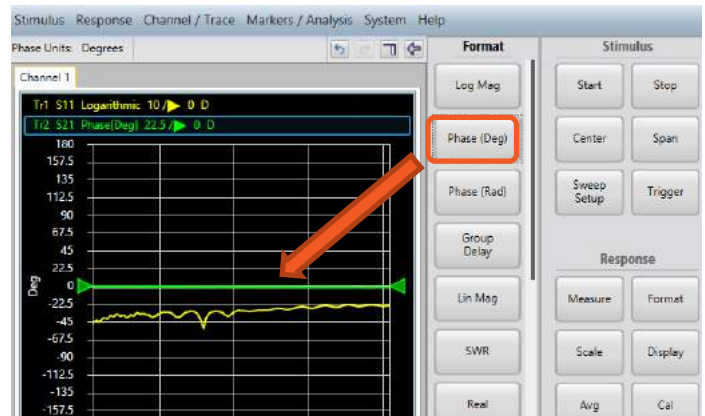 Stimulus Response Channel / Trace Markers / Analysis System Help
Phase Units: Degrees
Format
Stimulus
Channel 1
Tr1 S11 Logarithmic 10 / 0 D
Tr2 S21 Phase(Deg) 22.5 / 0 D
180
157.5
135
112.5
90
67.5
45
22.5
0
-22.5
-45
-67.5
-90
-112.5
-135
-157.5
Deg
Log Mag
Phase (Deg)
Phase (Rad)
Group
Delay
Lin Mag
SWR
Real
Start
Stop
Center
Span
Sweep
Setup
Trigger
Response
Measure
Format
Scale
Display
Avg
Cal